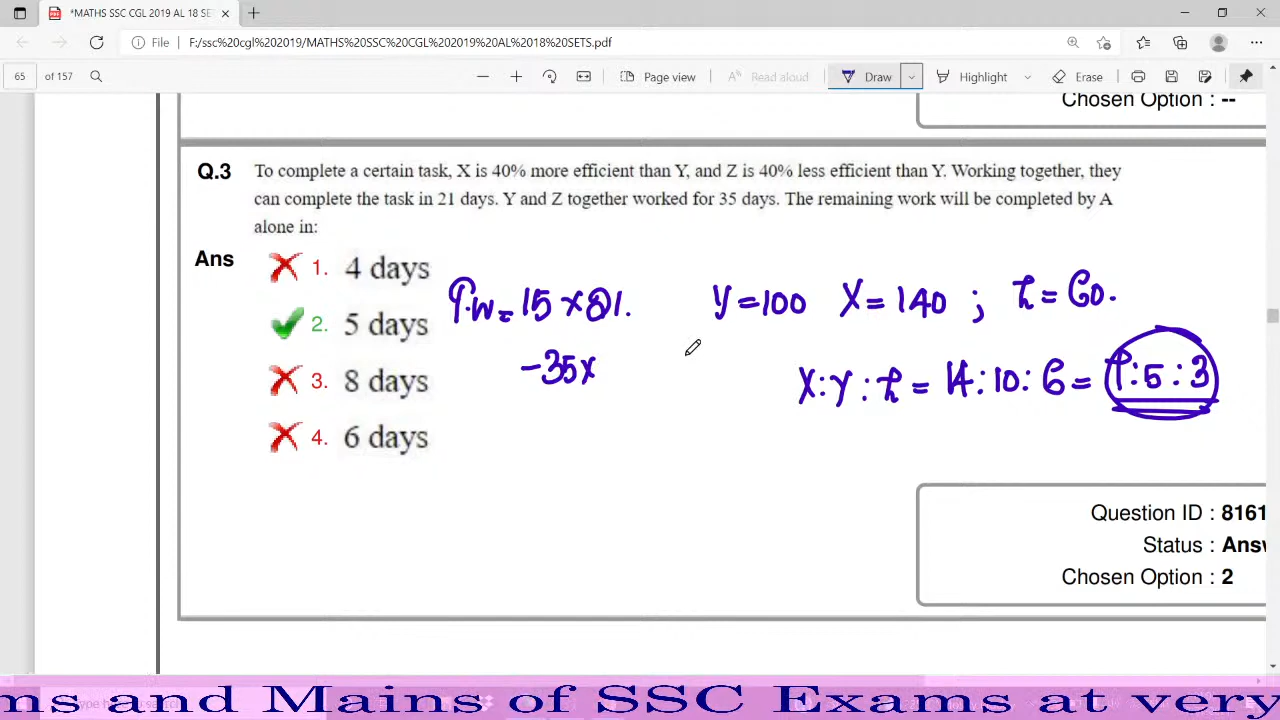 *MATHS SSC CGL 2019 AL 18 SE
File F:/ssc%20cgl%202019/MATHS%20SSC%20CGL%202019%20AL%2018%20SETS.pdf
65 of 157 Page view Read aloud Draw Highlight Erase
Chosen Option : --
Q.3 To complete a certain task, X is 40% more efficient than Y, and Z is 40% less efficient than Y. Working together, they
can complete the task in 21 days. Y and Z together worked for 35 days. The remaining work will be completed by A
alone in:
Ans
1. 4 days
2. 5 days
3. 8 days
4. 6 days
T.W = 15 × 21.
-35×
Y = 100 X = 140 ; Z = 60.
X : Y : Z = 14 : 10 : 6 = 7 : 5 : 3
Question ID : 8161
Status : Answ
Chosen Option : 2
ms and Mains of SSC Exams at very